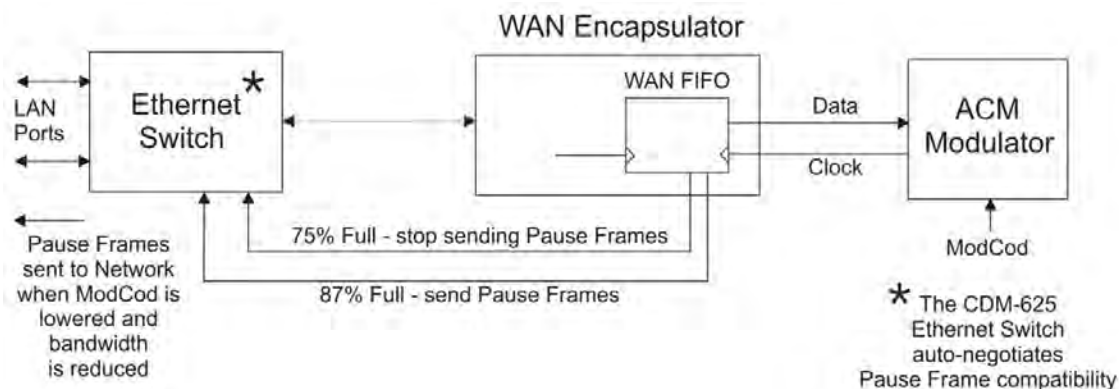 WAN Encapsulator
LAN
Ports
Ethernet *
Switch
WAN FIFO
Data
Clock
ACM
Modulator
ModCod
75% Full - stop sending Pause Frames
87% Full - send Pause Frames
Pause Frames
sent to Network
when ModCod is
lowered and
bandwidth
is reduced
* The CDM-625
Ethernet Switch
auto-negotiates
Pause Frame compatibility